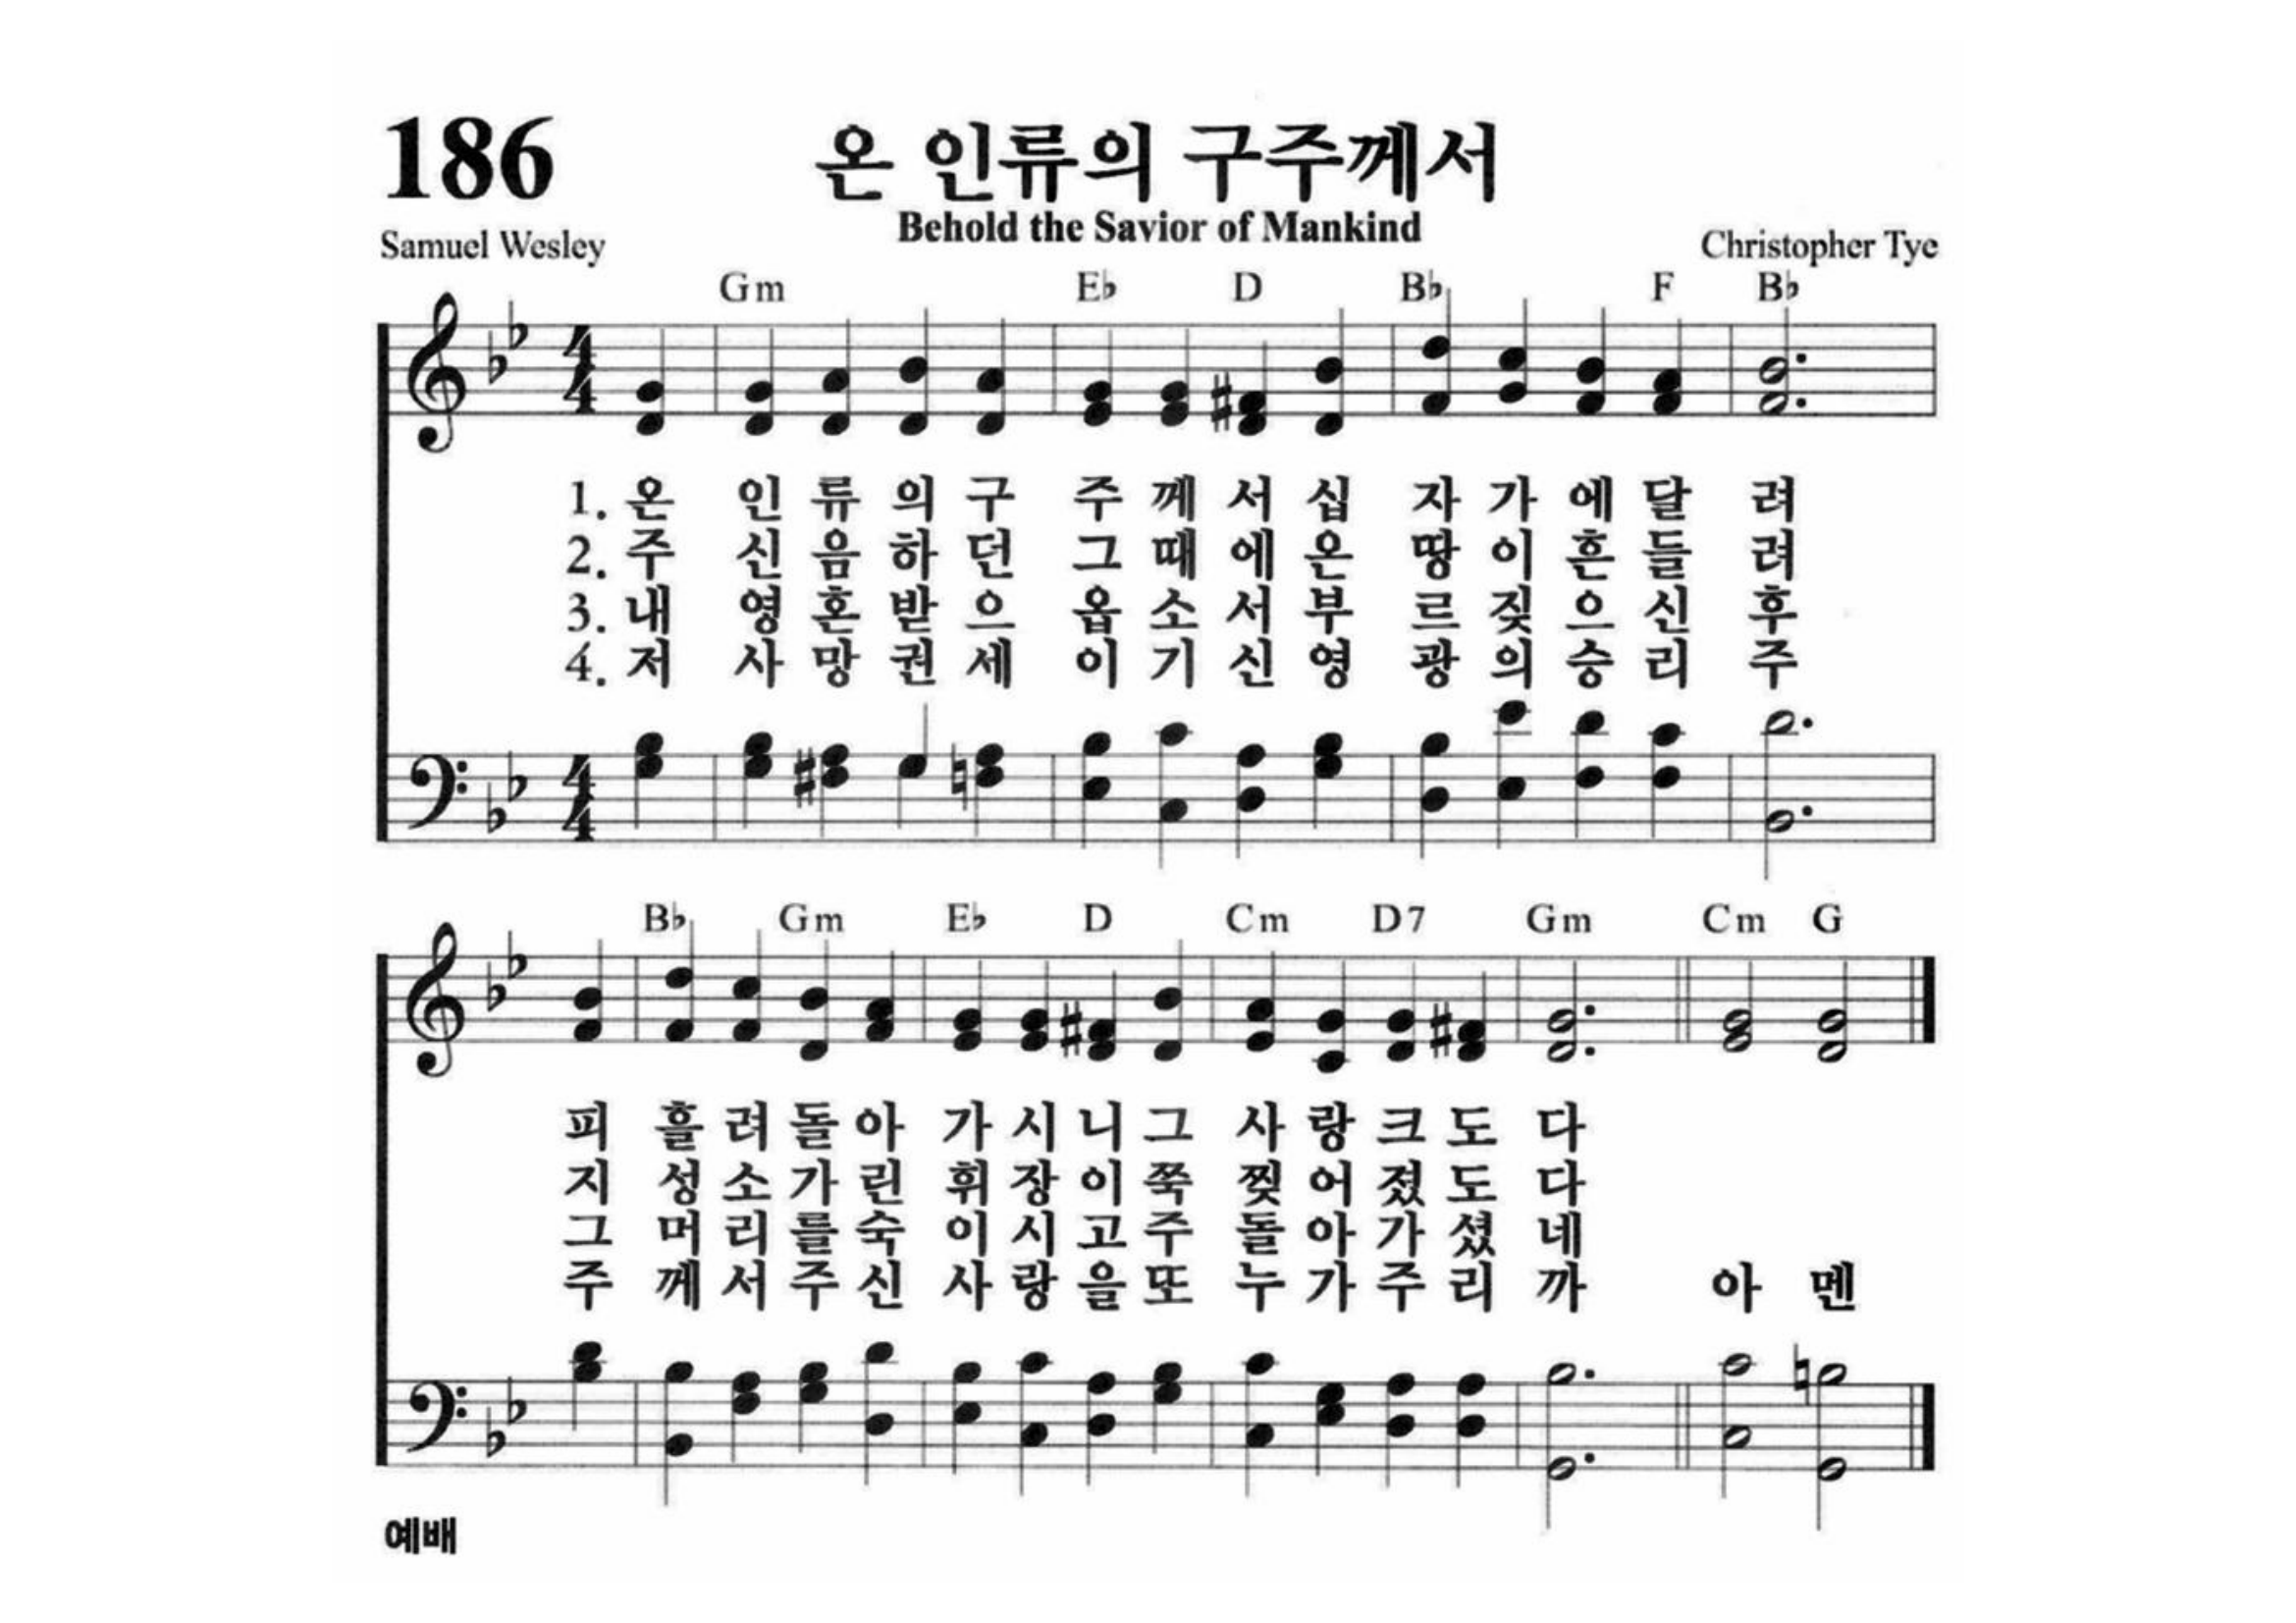 186
온 인류의 구주께서
Behold the Savior of Mankind
Samuel Wesley
Christopher Tye
Gm E♭ D B♭ F B♭
4 4
1. 온 인 류 의 구 주 께 서 십 자 가 에 달 려
2. 주 신 음 하 던 그 때 에 온 땅 이 흔 들 려
3. 내 영 혼 받 으 옵 소 서 부 르 짖 으 신 후
4. 저 사 망 권 세 이 기 신 영 광 의 승 리 주
4 4
B♭ Gm E♭ D Cm D7 Gm Cm G
피 흘 려 돌 아 가 시 니 그 사 랑 크 도 다
지 성 소 가 린 휘 장 이 쭉 찢 어 졌 도 다
그 머 리 를 숙 이 시 고 주 돌 아 가 셨 네
주 께 서 주 신 사 랑 을 또 누 가 주 리 까 아 멘
예배